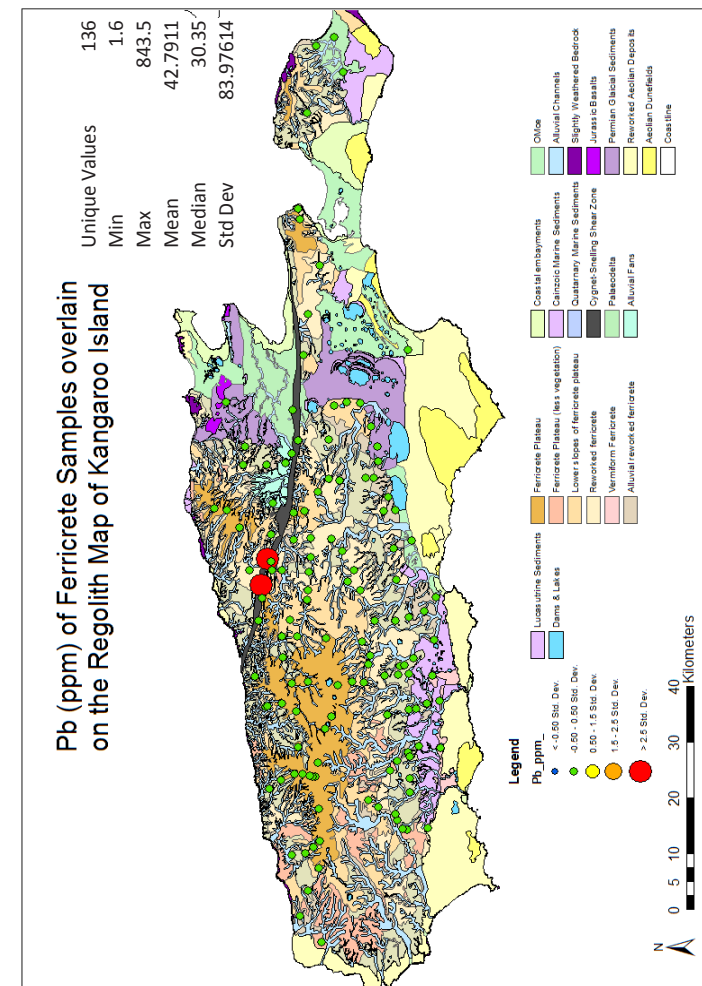 Pb (ppm) of Ferricrete Samples overlain
on the Regolith Map of Kangaroo Island
Unique Values 136
Min 1.6
Max 843.5
Mean 42.7911
Median 30.35
Std Dev 83.97614
Legend
Pb_ppm_
< -0.50 Std. Dev.
-0.50 - 0.50 Std. Dev.
0.50 - 1.5 Std. Dev.
1.5 - 2.5 Std. Dev.
> 2.5 Std. Dev.
Lucasutrine Sediments
Dams & Lakes
Ferricrete Plateau
Ferricrete Plateau (less vegetation)
Lower slopes of ferricrete plateau
Reworked ferricrete
Vermiform Ferricrete
Alluvial reworked ferricrete
Coastal embayments
Cainzoic Marine Sediments
Quatarnary Marine Sediments
Cygnet-Snelling Shear Zone
Palaeodelta
Alluvial Fans
OMce
Alluvial Channels
Slightly Weathered Bedrock
Jurassic Basalts
Permian Glaicial Sediments
Reworked Aeolian Deposits
Aeolian Dunefields
Coastline
N
0 5 10 20 30 40
Kilometers